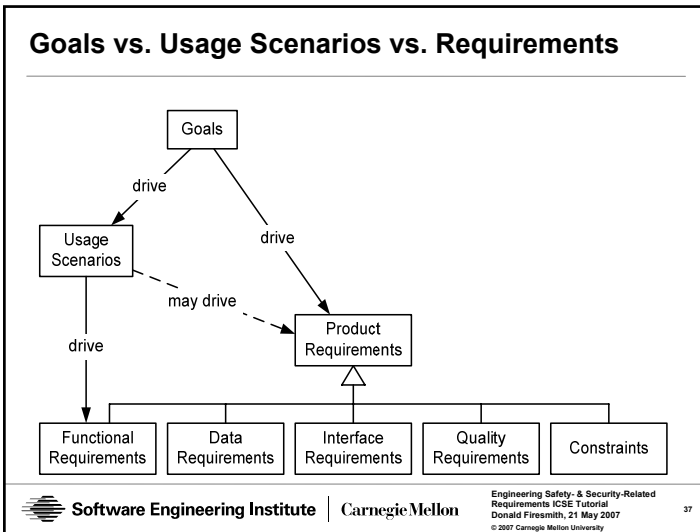 Goals vs. Usage Scenarios vs. Requirements
Goals
drive
drive
Usage
Scenarios
may drive
drive
Product
Requirements
Functional
Requirements
Data
Requirements
Interface
Requirements
Quality
Requirements
Constraints
Software Engineering Institute
Carnegie Mellon
Engineering Safety- & Security-Related
Requirements ICSE Tutorial
Donald Firesmith, 21 May 2007
© 2007 Carnegie Mellon University
37